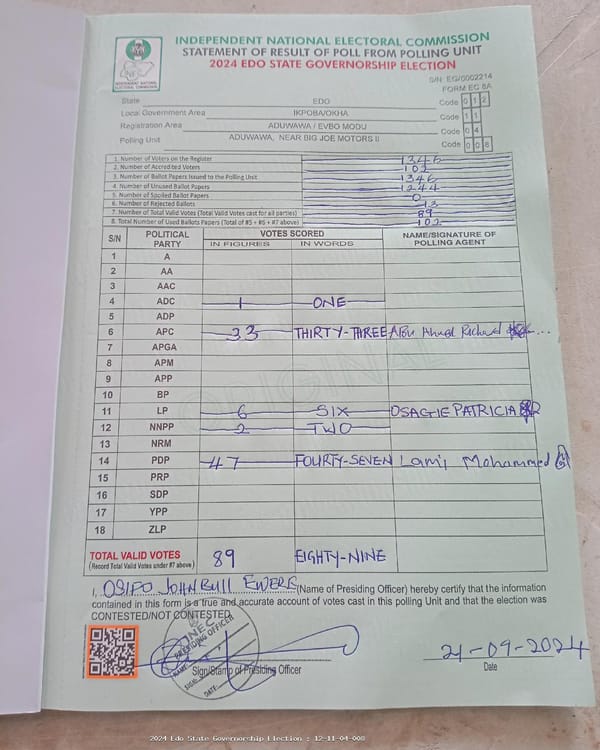 INDEPENDENT NATIONAL ELECTORAL COMMISSION
STATEMENT OF RESULT OF POLL FROM POLLING UNIT
2024 EDO STATE GOVERNORSHIP ELECTION
INEC
INDEPENDENT NATIONAL ELECTORAL COMMISSION
S/N: EG/0002214
FORM EC 8A
State EDO Code 0 1 2
Local Government Area IKPOBA/OKHA Code 1 1
Registration Area ADUWAWA / EVBO MODU Code 0 4
Polling Unit ADUWAWA, NEAR BIG JOE MOTORS II Code 0 0 8
1. Number of Voters on the Register 1346
2. Number of Accredited Voters 102
3. Number of Ballot Papers Issued to the Polling Unit 1346
4. Number of Unused Ballot Papers 1244
5. Number of Spoiled Ballot Papers 0
6. Number of Rejected Ballots 13
7. Number of Total Valid Votes (Total Valid Votes cast for all parties) 89
8. Total Number of Used Ballots Papers (Total of #5 + #6 + #7 above) 102
S/N POLITICAL PARTY VOTES SCORED NAME/SIGNATURE OF POLLING AGENT
IN FIGURES IN WORDS
1 A
2 AA
3 AAC
4 ADC 1 ONE
5 ADP
6 APC 33 THIRTY-THREE Abu Richard
7 APGA
8 APM
9 APP
10 BP
11 LP 6 SIX OSAGIE PATRICIA
12 NNPP 2 TWO
13 NRM
14 PDP 47 FOURTY-SEVEN Lami Mohammed
15 PRP
16 SDP
17 YPP
18 ZLP
ORIGINAL
TOTAL VALID VOTES 89 EIGHTY-NINE
(Record Total Valid Votes under #7 above)
I, OSIFO JOHNBULL EWERE (Name of Presiding Officer) hereby certify that the information
contained in this form is a true and accurate account of votes cast in this polling Unit and that the election was
CONTESTED/NOT CONTESTED.
INEC
PRESIDING OFFICER
NAME
SIGN
DATE
Sign/Stamp of Presiding Officer
21-09-2024
Date
2024 Edo State Governorship Election : 12-11-04-008